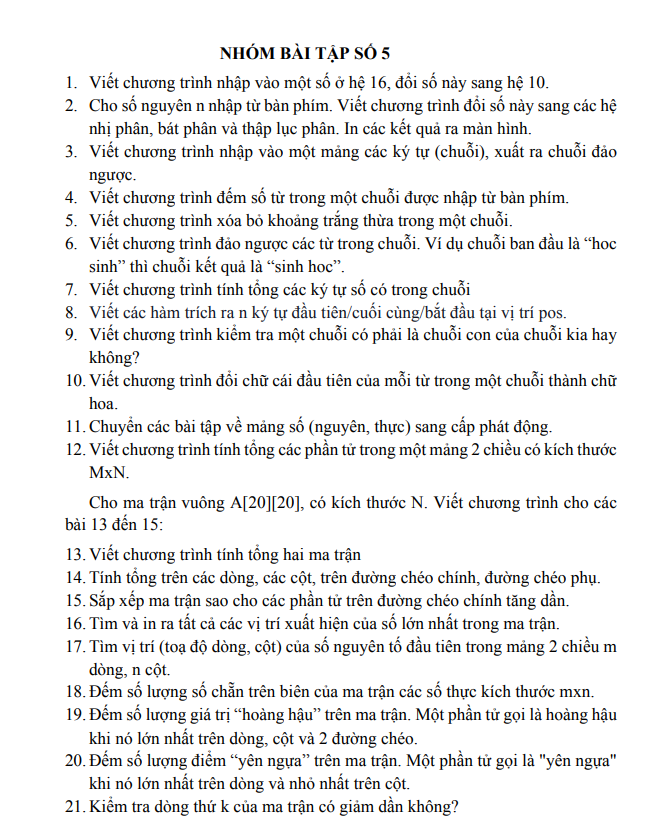 NHÓM BÀI TẬP SỐ 5
1. Viết chương trình nhập vào một số ở hệ 16, đổi số này sang hệ 10.
2. Cho số nguyên n nhập từ bàn phím. Viết chương trình đổi số này sang các hệ
nhị phân, bát phân và thập lục phân. In các kết quả ra màn hình.
3. Viết chương trình nhập vào một mảng các ký tự (chuỗi), xuất ra chuỗi đảo
ngược.
4. Viết chương trình đếm số từ trong một chuỗi được nhập từ bàn phím.
5. Viết chương trình xóa bỏ khoảng trắng thừa trong một chuỗi.
6. Viết chương trình đảo ngược các từ trong chuỗi. Ví dụ chuỗi ban đầu là “hoc
sinh” thì chuỗi kết quả là “sinh hoc”.
7. Viết chương trình tính tổng các ký tự số có trong chuỗi
8. Viết các hàm trích ra n ký tự đầu tiên/cuối cùng/bắt đầu tại vị trí pos.
9. Viết chương trình kiểm tra một chuỗi có phải là chuỗi con của chuỗi kia hay
không?
10. Viết chương trình đổi chữ cái đầu tiên của mỗi từ trong một chuỗi thành chữ
hoa.
11. Chuyển các bài tập về mảng số (nguyên, thực) sang cấp phát động.
12. Viết chương trình tính tổng các phần tử trong một mảng 2 chiều có kích thước
MxN.
Cho ma trận vuông A[20][20], có kích thước N. Viết chương trình cho các
bài 13 đến 15:
13. Viết chương trình tính tổng hai ma trận
14. Tính tổng trên các dòng, các cột, trên đường chéo chính, đường chéo phụ.
15. Sắp xếp ma trận sao cho các phần tử trên đường chéo chính tăng dần.
16. Tìm và in ra tất cả các vị trí xuất hiện của số lớn nhất trong ma trận.
17. Tìm vị trí (toạ độ dòng, cột) của số nguyên tố đầu tiên trong mảng 2 chiều m
dòng, n cột.
18. Đếm số lượng số chẵn trên biên của ma trận các số thực kích thước mxn.
19. Đếm số lượng giá trị “hoàng hậu” trên ma trận. Một phần tử gọi là hoàng hậu
khi nó lớn nhất trên dòng, cột và 2 đường chéo.
20. Đếm số lượng điểm “yên ngựa” trên ma trận. Một phần tử gọi là "yên ngựa"
khi nó lớn nhất trên dòng và nhỏ nhất trên cột.
21. Kiểm tra dòng thứ k của ma trận có giảm dần không?